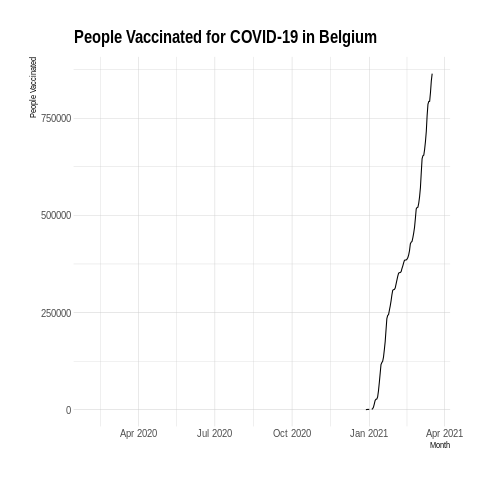 People Vaccinated for COVID-19 in Belgium
People Vaccinated
750000
500000
250000
0
Apr 2020 Jul 2020 Oct 2020 Jan 2021 Apr 2021
Month